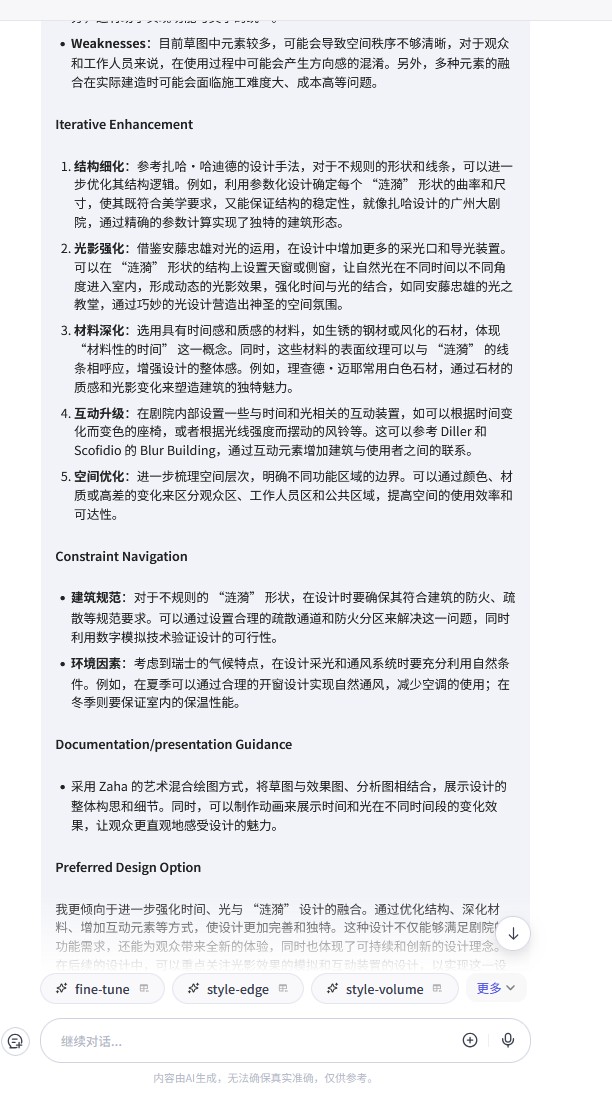 Weaknesses：目前草图中元素较多，可能会导致空间秩序不够清晰，对于观众
和工作人员来说，在使用过程中可能会产生方向感的混淆。另外，多种元素的融
合在实际建造时可能会面临施工难度大、成本高等问题。
Iterative Enhancement
1. 结构细化：参考扎哈・哈迪德的设计手法，对于不规则的形状和线条，可以进一
步优化其结构逻辑。例如，利用参数化设计确定每个 “涟漪” 形状的曲率和尺
寸，使其既符合美学要求，又能保证结构的稳定性，就像扎哈设计的广州大剧
院，通过精确的参数计算实现了独特的建筑形态。
2. 光影强化：借鉴安藤忠雄对光的运用，在设计中增加更多的采光口和导光装置。
可以在 “涟漪” 形状的结构上设置天窗或侧窗，让自然光在不同时间以不同角
度进入室内，形成动态的光影效果，强化时间与光的结合，如同安藤忠雄的光之
教堂，通过巧妙的光设计营造出神圣的空间氛围。
3. 材料深化：选用具有时间感和质感的材料，如生锈的钢材或风化的石材，体现
“材料性的时间” 这一概念。同时，这些材料的表面纹理可以与 “涟漪” 的线
条相呼应，增强设计的整体感。例如，理查德・迈耶常用白色石材，通过石材的
质感和光影变化来塑造建筑的独特魅力。
4. 互动升级：在剧院内部设置一些与时间和光相关的互动装置，如可以根据时间变
化而变色的座椅，或者根据光线强度而摆动的风铃等。这可以参考 Diller 和
Scofidio 的 Blur Building，通过互动元素增加建筑与使用者之间的联系。
5. 空间优化：进一步梳理空间层次，明确不同功能区域的边界。可以通过颜色、材
质或高差的变化来区分观众区、工作人员区和公共区域，提高空间的使用效率和
可达性。
Constraint Navigation
建筑规范：对于不规则的 “涟漪” 形状，在设计时要确保其符合建筑的防火、疏
散等规范要求。可以通过设置合理的疏散通道和防火分区来解决这一问题，同时
利用数字模拟技术验证设计的可行性。
环境因素：考虑到瑞士的气候特点，在设计采光和通风系统时要充分利用自然条
件。例如，在夏季可以通过合理的开窗设计实现自然通风，减少空调的使用；在
冬季则要保证室内的保温性能。
Documentation/presentation Guidance
采用 Zaha 的艺术混合绘图方式，将草图与效果图、分析图相结合，展示设计的
整体构思和细节。同时，可以制作动画来展示时间和光在不同时间段的变化效
果，让观众更直观地感受设计的魅力。
Preferred Design Option
我更倾向于进一步强化时间、光与 “涟漪” 设计的融合。通过优化结构、深化材
料、增加互动元素等方式，使设计更加完善和独特。这种设计不仅能够满足剧院
功能需求，还能为观众带来全新的体验，同时也体现了可持续和创新的设计理念。
在后续的设计中，可以重点关注光影效果的模拟和互动装置的设计，以实现这一设
fine-tune style-edge style-volume 更多
继续对话...
内容由AI生成，无法确保真实准确，仅供参考。